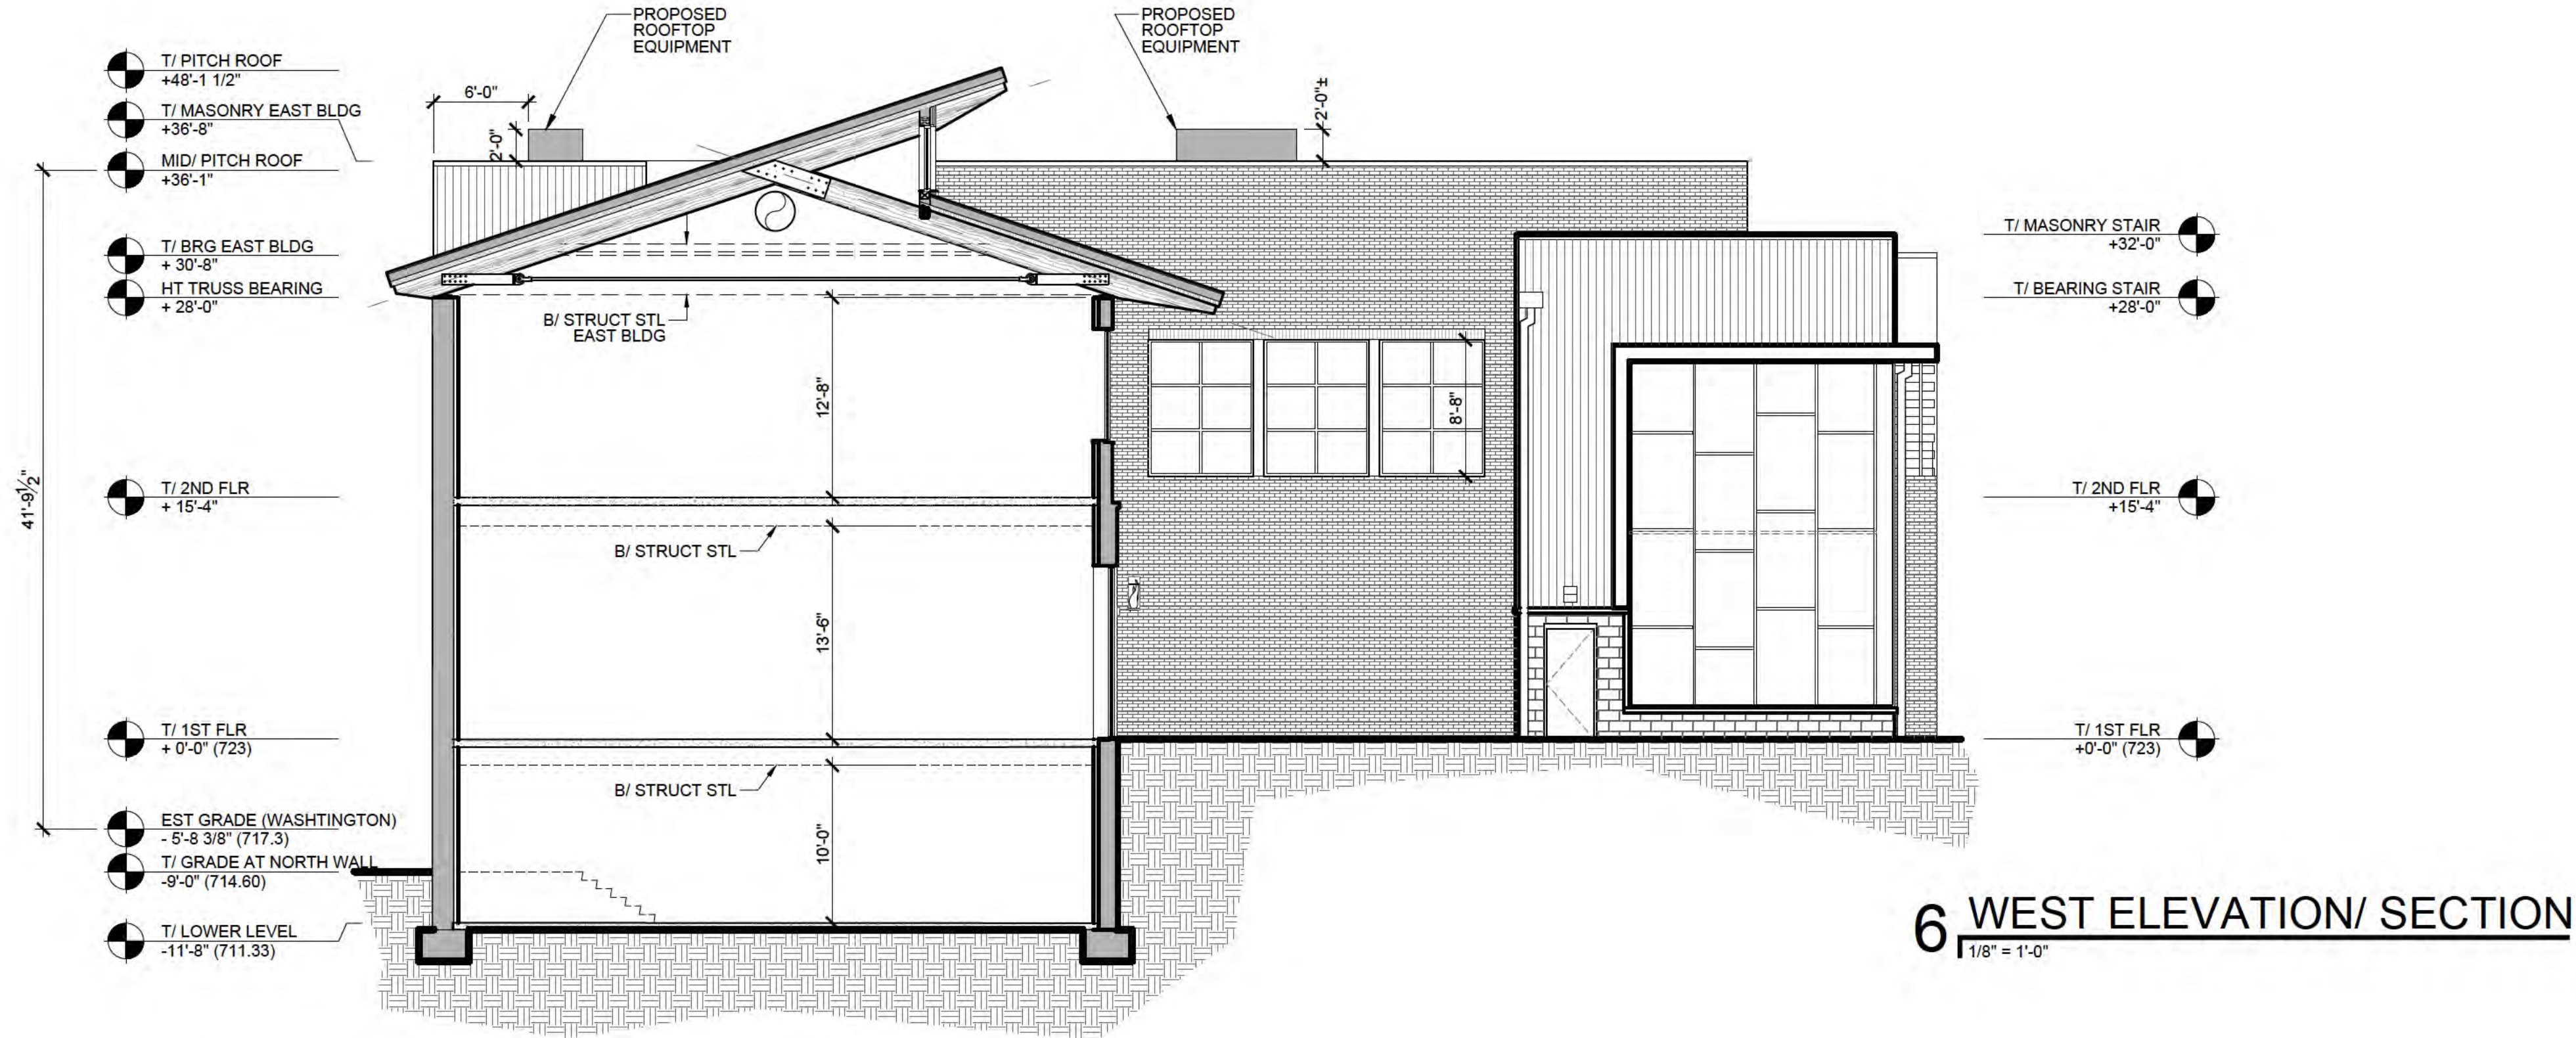 PROPOSED
ROOFTOP
EQUIPMENT
PROPOSED
ROOFTOP
EQUIPMENT
T/ PITCH ROOF
+48'-1 1/2"
T/ MASONRY EAST BLDG
+36'-8"
MID/ PITCH ROOF
+36'-1"
T/ BRG EAST BLDG
+ 30'-8"
HT TRUSS BEARING
+ 28'-0"
T/ 2ND FLR
+ 15'-4"
T/ 1ST FLR
+ 0'-0" (723)
EST GRADE (WASHTINGTON)
- 5'-8 3/8" (717.3)
T/ GRADE AT NORTH WALL
-9'-0" (714.60)
T/ LOWER LEVEL
-11'-8" (711.33)
41'-9 1/2"
6'-0"
2'-0"
2'-0"±
B/ STRUCT STL
EAST BLDG
12'-8"
8'-8"
B/ STRUCT STL
13'-6"
B/ STRUCT STL
10'-0"
T/ MASONRY STAIR
+32'-0"
T/ BEARING STAIR
+28'-0"
T/ 2ND FLR
+15'-4"
T/ 1ST FLR
+0'-0" (723)
6 WEST ELEVATION/ SECTION
1/8" = 1'-0"